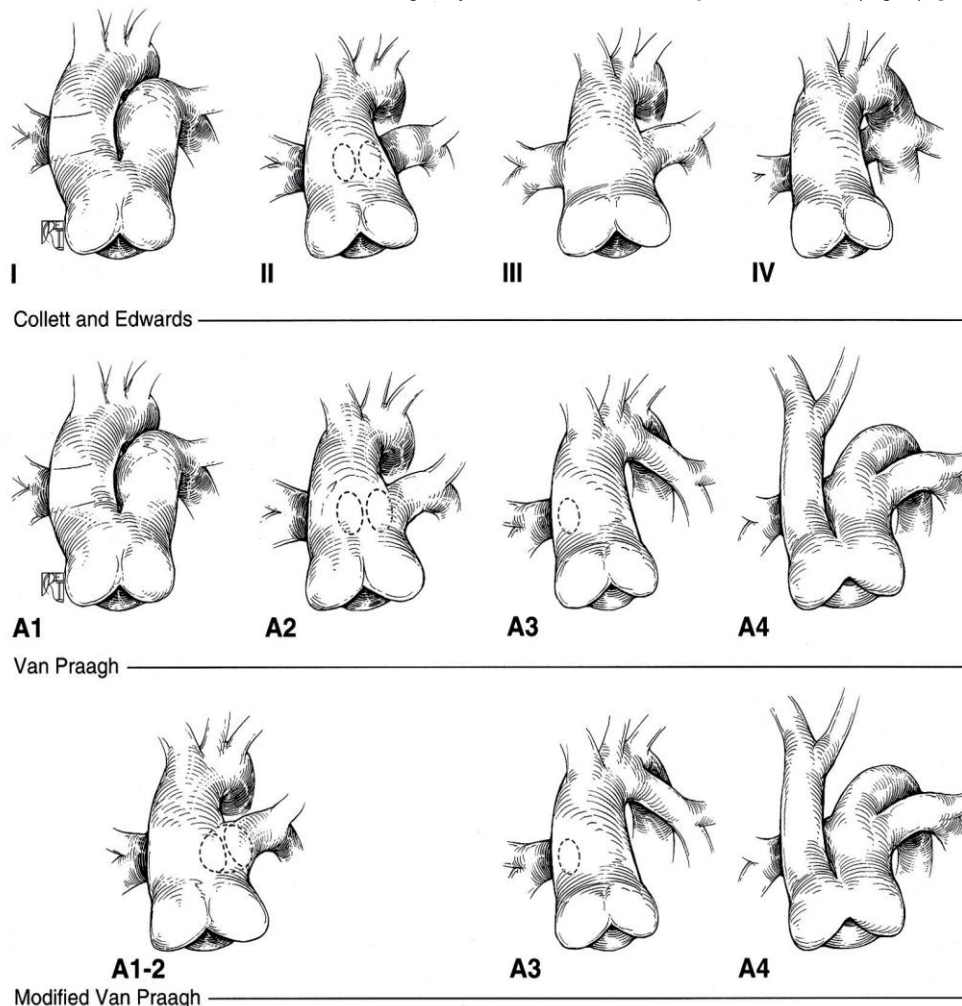 I II III IV
Collett and Edwards
A1 A2 A3 A4
Van Praagh
A1-2 A3 A4
Modified Van Praagh